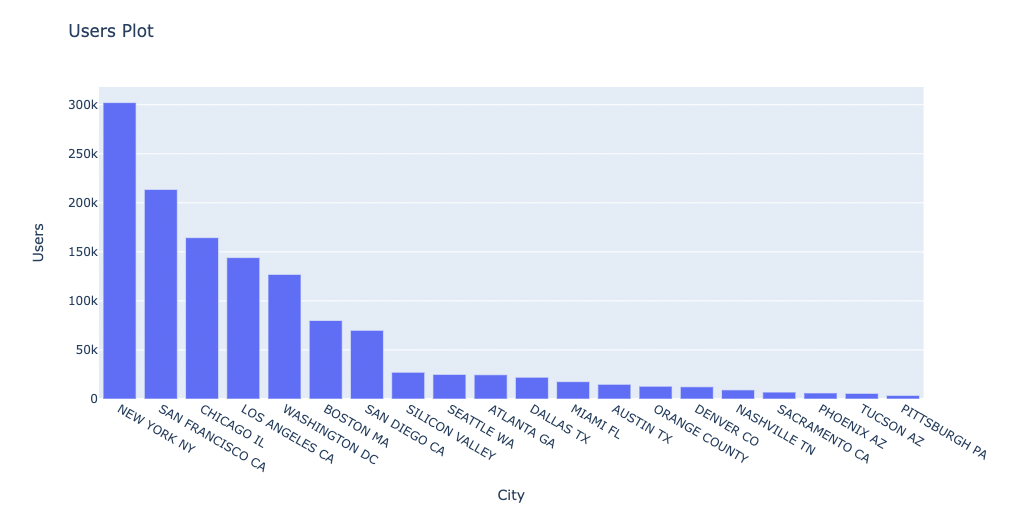 Users Plot
300k
250k
200k
150k
100k
50k
0
Users
NEW YORK NY
SAN FRANCISCO CA
CHICAGO IL
LOS ANGELES CA
WASHINGTON DC
BOSTON MA
SAN DIEGO CA
SILICON VALLEY
SEATTLE WA
ATLANTA GA
DALLAS TX
MIAMI FL
AUSTIN TX
ORANGE COUNTY
DENVER CO
NASHVILLE TN
SACRAMENTO CA
PHOENIX AZ
TUCSON AZ
PITTSBURGH PA
City